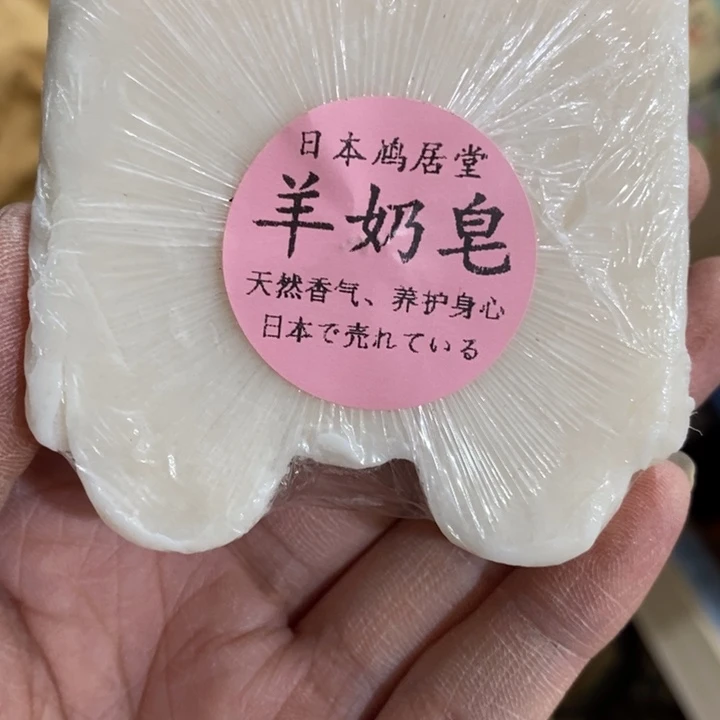 日本鸿居堂
羊奶皂
天然香气、养护身心
日本で売れている